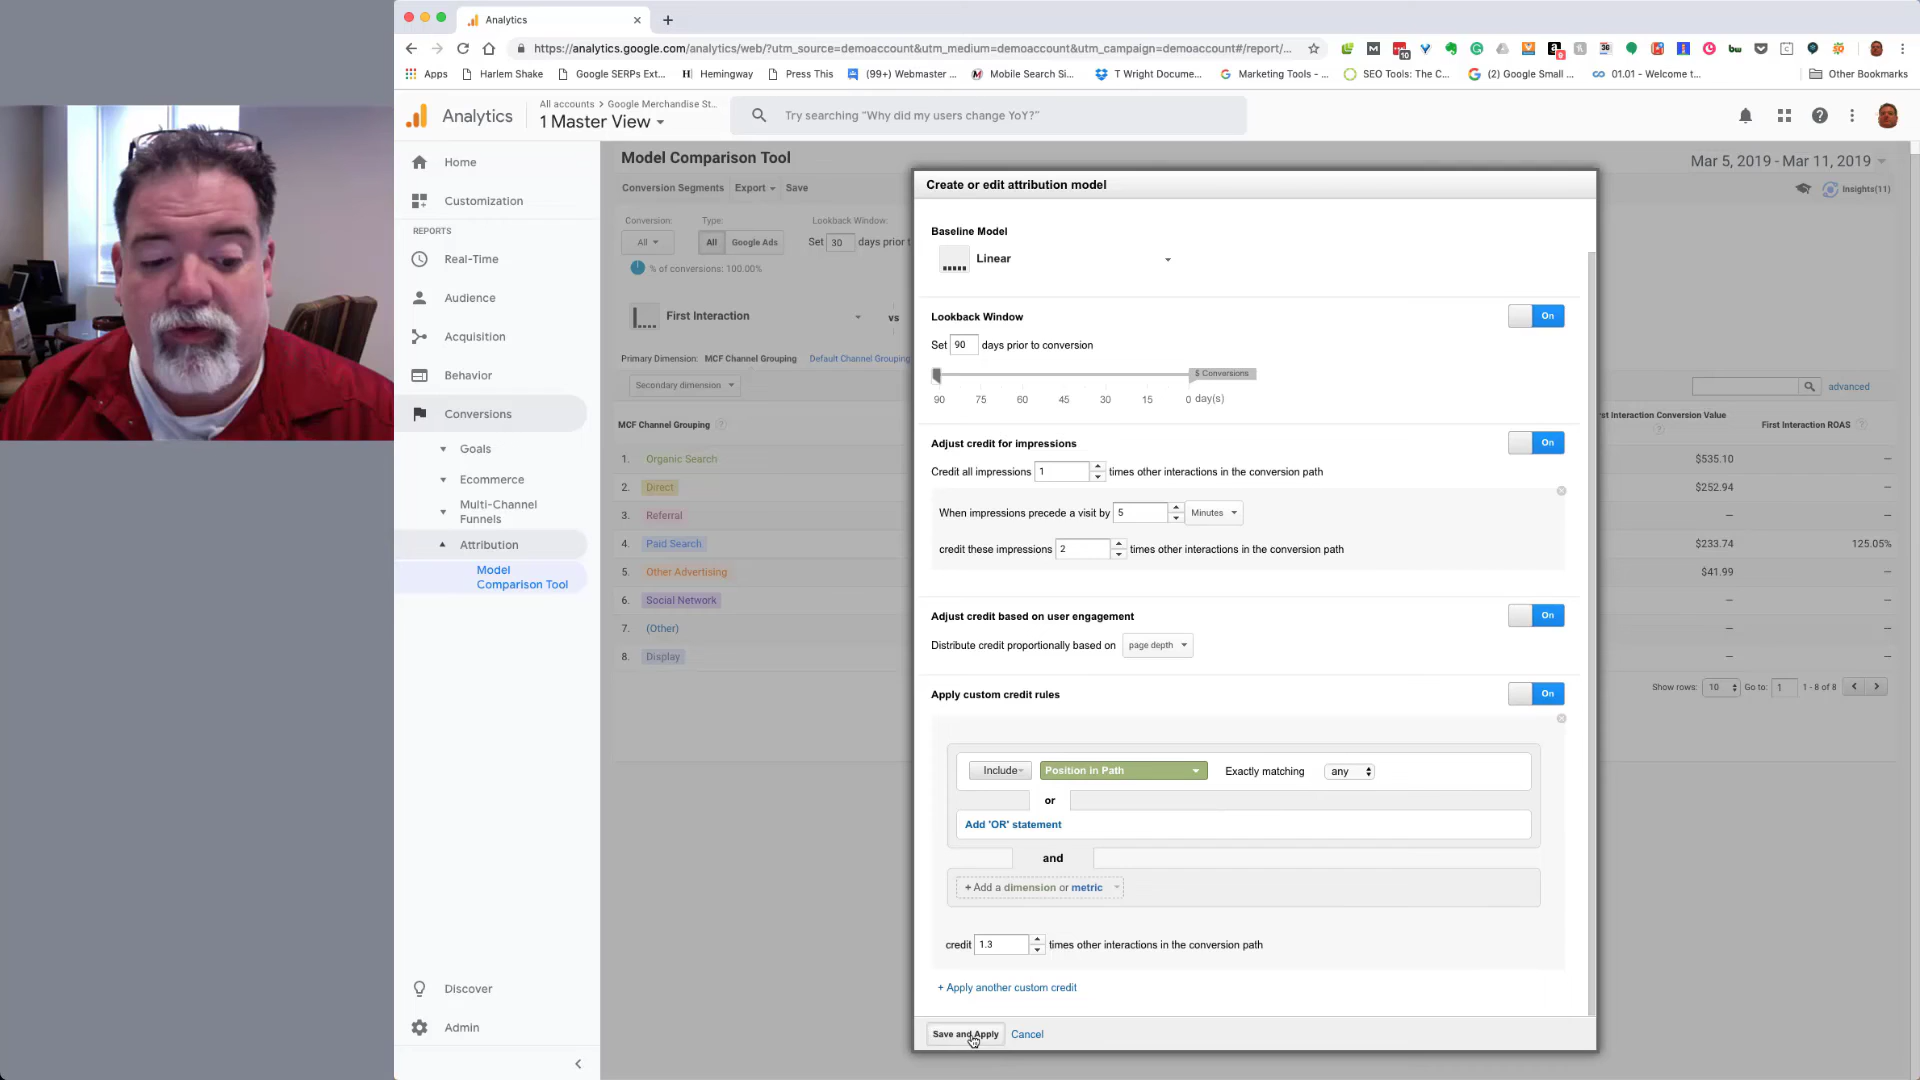 Analytics
https://analytics.google.com/analytics/web/?utm_source=demoaccount&utm_medium=demoaccount&utm_campaign=demoaccount#/report/...
Apps
Harlem Shake
Google SERPs Ext...
Hemingway
Press This
(99+) Webmaster ...
Mobile Search Si...
T Wright Docume...
Marketing Tools - ...
SEO Tools: The C...
(2) Google Small ...
01.01 - Welcome t...
Other Bookmarks
Analytics
All accounts > Google Merchandise St...
1 Master View
Try searching "Why did my users change YoY?"
Home
Customization
REPORTS
Real-Time
Audience
Acquisition
Behavior
Conversions
Goals
Ecommerce
Multi-Channel
Funnels
Attribution
Model
Comparison Tool
Discover
Admin
Model Comparison Tool
Mar 5, 2019 - Mar 11, 2019
Conversion Segments
Export
Save
Insights(11)
Conversion:
Type:
Lookback Window:
All
All
Google Ads
Set 30 days prior t
% of conversions: 100.00%
First Interaction
vs
Primary Dimension: MCF Channel Grouping Default Channel Grouping
Secondary dimension
advanced
MCF Channel Grouping
1. Organic Search
2. Direct
3. Referral
4. Paid Search
5. Other Advertising
6. Social Network
7. (Other)
8. Display
Create or edit attribution model
Baseline Model
Linear
Lookback Window
On
Set 90 days prior to conversion
5 Conversions
90 75 60 45 30 15 0 day(s)
Adjust credit for impressions
On
Credit all impressions 1 times other interactions in the conversion path
When impressions precede a visit by 5 Minutes
credit these impressions 2 times other interactions in the conversion path
Adjust credit based on user engagement
On
Distribute credit proportionally based on page depth
Apply custom credit rules
On
Include Position in Path Exactly matching any
or
Add 'OR' statement
and
+ Add a dimension or metric
credit 1.3 times other interactions in the conversion path
+ Apply another custom credit
Save and Apply
Cancel
st Interaction Conversion Value
First Interaction ROAS
$535.10 —
$252.94 —
— —
$233.74 125.05%
$41.99 —
— —
— —
— —
Show rows: 10 Go to: 1 1 - 8 of 8